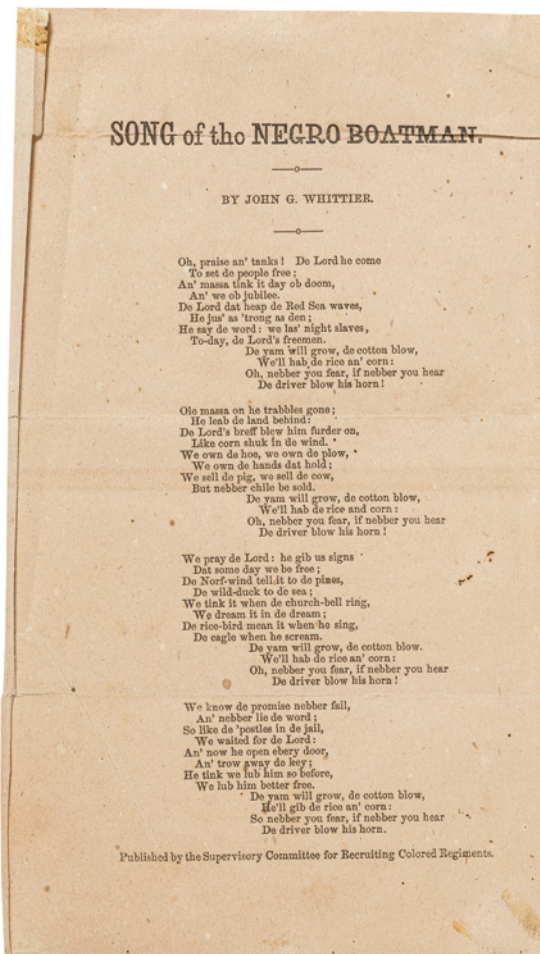 SONG of the NEGRO BOATMAN.
BY JOHN G. WHITTIER.
Oh, praise an' tanks! De Lord he come
To set de people free;
An' massa tink it day ob doom,
An' we ob jubilee.
De Lord dat heap de Red Sea waves,
He jus' as 'trong as den;
He say de word: we las' night slaves,
To-day, de Lord's freemen.
De yam will grow, de cotton blow,
We'll hab de rice an' corn:
Oh, nebber you fear, if nebber you hear
De driver blow his horn!
Ole massa on he trabbles gone;
He leab de land behind:
De Lord's breff blow him furder on,
Like corn shuk in de wind.
We own de hoe, we own de plow,
We own de hands dat hold;
We sell de pig, we sell de cow,
But nebber chile be sold.
De yam will grow, de cotton blow,
We'll hab de rice and corn:
Oh, nebber you fear, if nebber you hear
De driver blow his horn!
We pray de Lord: he gib us signs
Dat some day we be free;
De Norf-wind tell it to de pines,
De wild-duck to de sea;
We tink it when de church-bell ring,
We dream it in de dream;
De rice-bird mean it when he sing,
De eagle when he scream.
De yam will grow, de cotton blow.
We'll hab de rice an' corn:
Oh, nebber you fear, if nebber you hear
De driver blow his horn!
We know de promise nebber fail,
An' nebber lie de word;
So like de 'postles in de jail,
We waited for de Lord:
An' now he open ebery door,
An' trow away de key;
He tink we lub him so before,
We lub him better free.
De yam will grow, de cotton blow,
He'll gib de rice an' corn:
So nebber you fear, if nebber you hear
De driver blow his horn.
Published by the Supervisory Committee for Recruiting Colored Regiments.